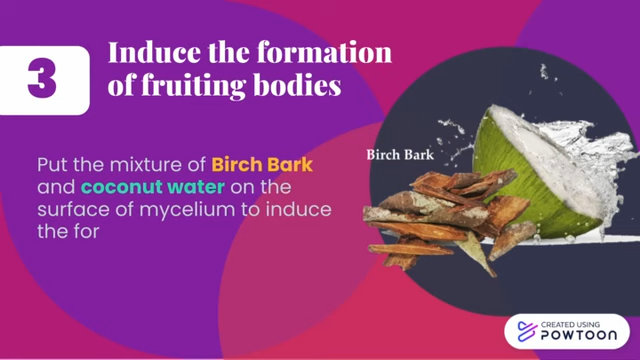 3
Induce the formation
of fruiting bodies
Put the mixture of Birch Bark
and coconut water on the
surface of mycelium to induce
the for
Birch Bark
CREATED USING
POWTOON